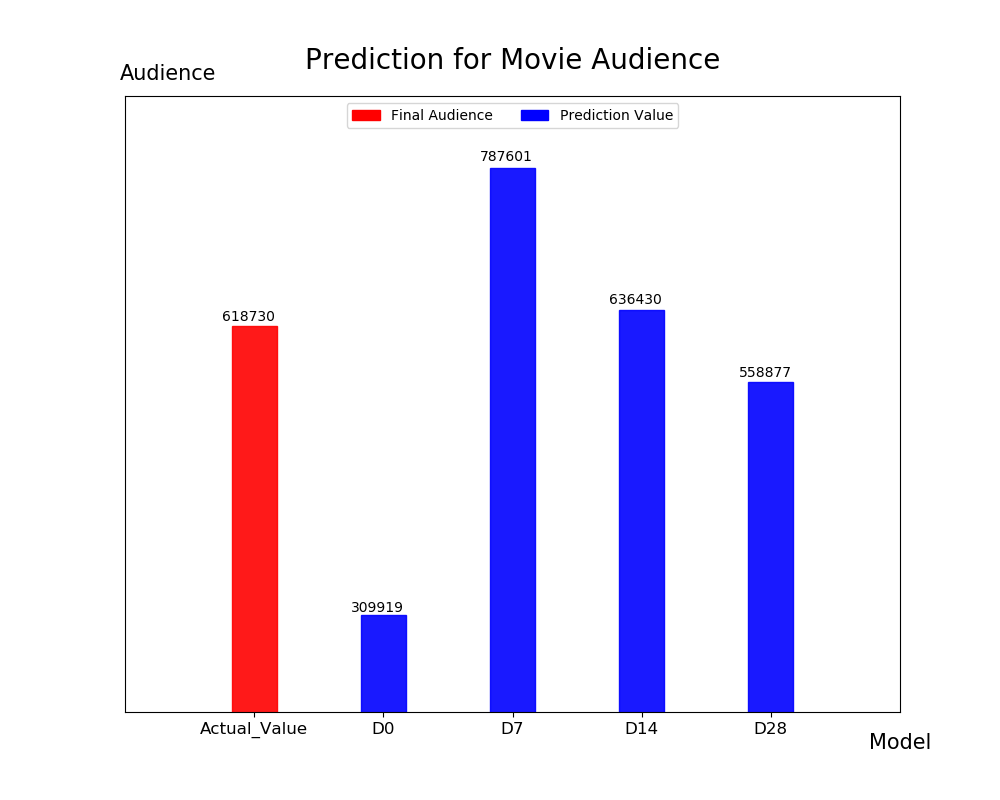 Prediction for Movie Audience
Audience
Final Audience Prediction Value
787601
636430
618730
558877
309919
Actual_Value D0 D7 D14 D28
Model